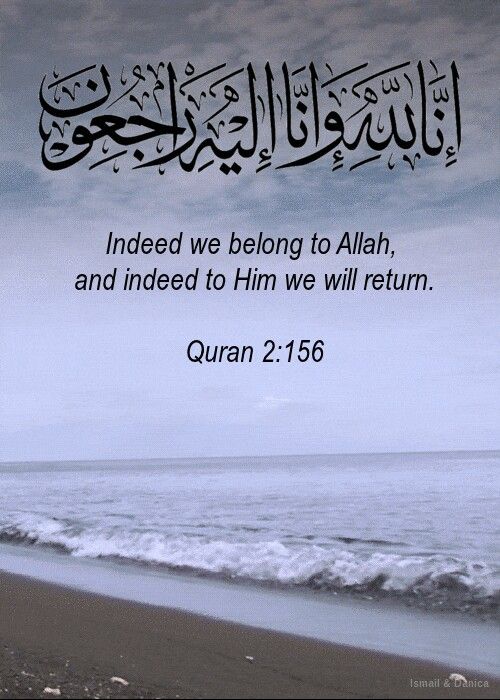 إِنَّا لِلَّٰهِ وَإِنَّا إِلَيْهِ رَاجِعُونَ
Indeed we belong to Allah,
and indeed to Him we will return.
Quran 2:156
Ismail & Danica